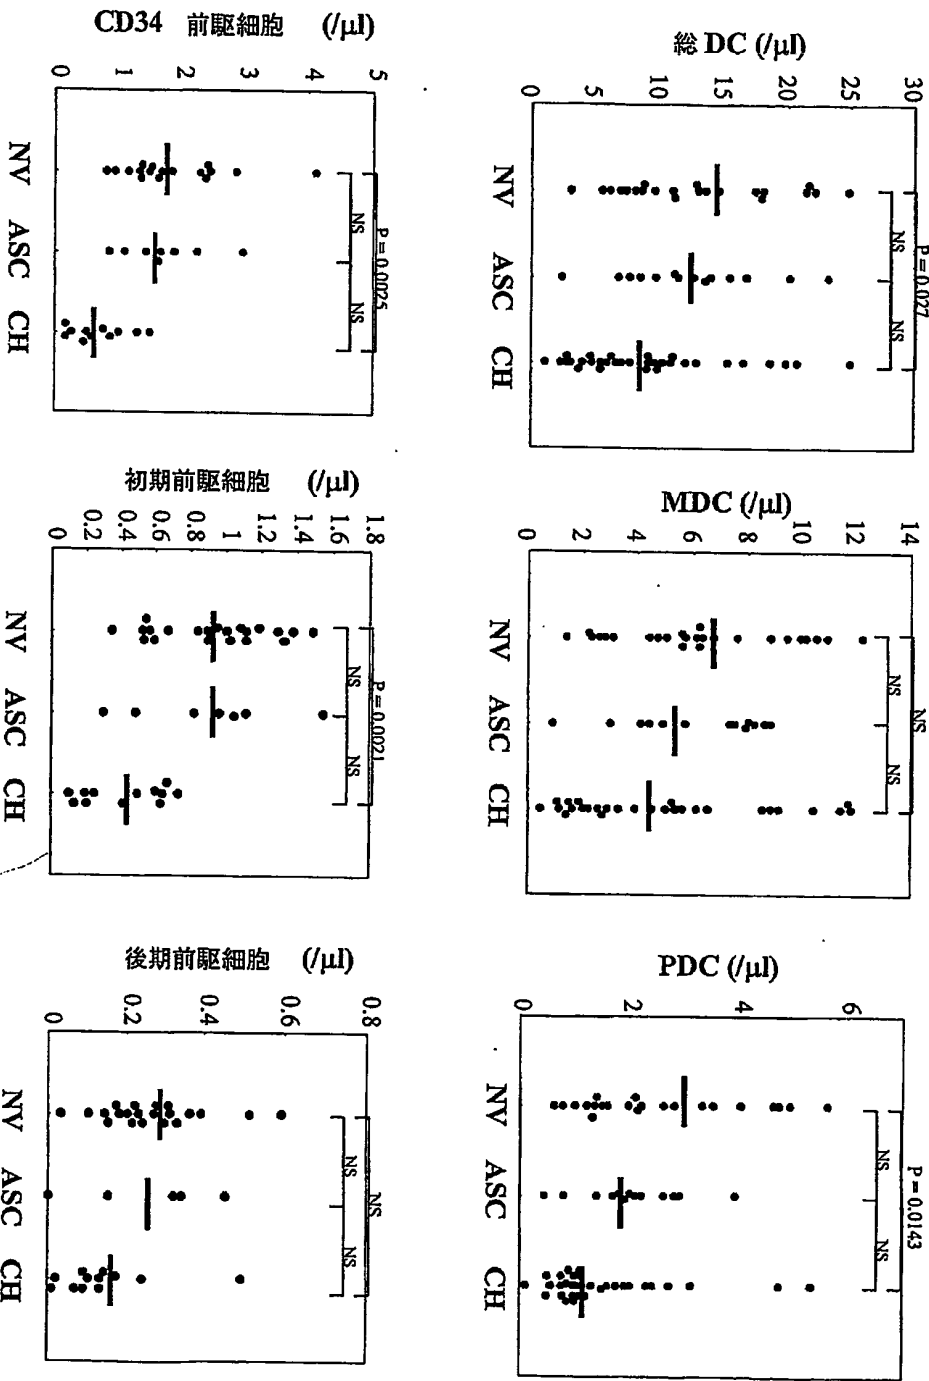 総 DC (/μl)
30
25
20
15
10
5
0
P = 0.027
NS
NS
NV
ASC
CH
MDC (/μl)
14
12
10
8
6
4
2
0
NS
NS
NS
NV
ASC
CH
PDC (/μl)
6
4
2
0
P = 0.0143
NS
NS
NV
ASC
CH
CD34 前駆細胞 (/μl)
5
4
3
2
1
0
P = 0.0025
NS
NS
NV
ASC
CH
初期前駆細胞 (/μl)
1.8
1.6
1.4
1.2
1
0.8
0.6
0.4
0.2
0
P = 0.0021
NS
NS
NV
ASC
CH
後期前駆細胞 (/μl)
0.8
0.6
0.4
0.2
0
NS
NS
NS
NV
ASC
CH